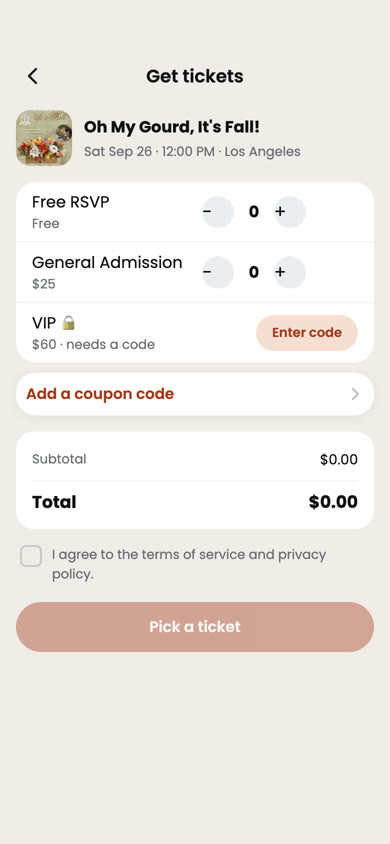 Get tickets
Oh My Gourd, It's Fall!
Sat Sep 26 · 12:00 PM · Los Angeles
Free RSVP
Free
- 0 +
General Admission
$25
- 0 +
VIP 🔒
$60 · needs a code
Enter code
Add a coupon code
Subtotal $0.00
Total $0.00
I agree to the terms of service and privacy
policy.
Pick a ticket